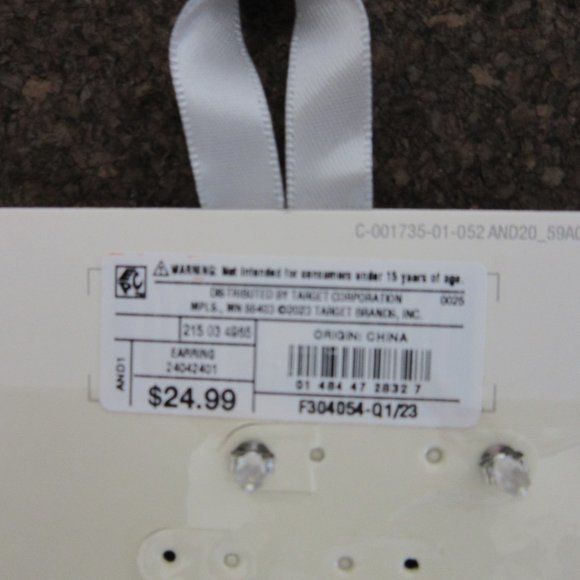 C-001735-01-052 AND20_59A0
WARNING: Not intended for consumers under 15 years of age.
DISTRIBUTED BY TARGET CORPORATION 0026
MPLS., MN 55403 ©2023 TARGET BRANDS, INC.
215 03 4965
ORIGIN: CHINA
EARRING
24042401
AND1
01 484 47 2832 7
$24.99
F304054-Q1/23